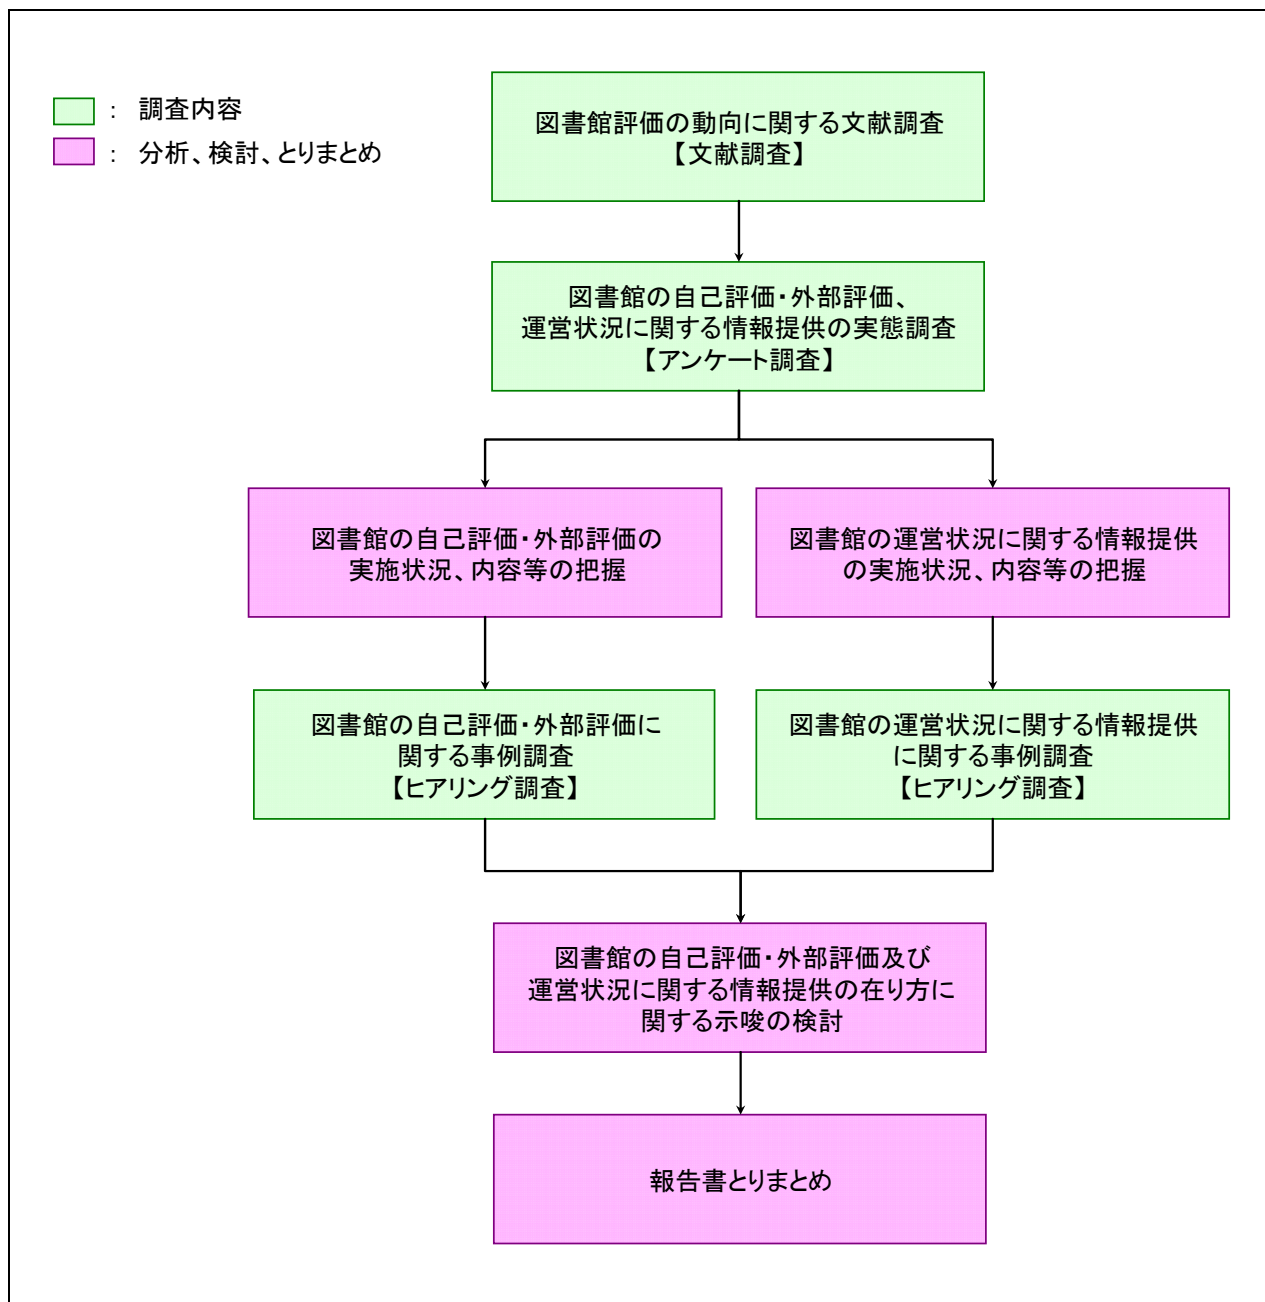 ： 調査内容
： 分析、検討、とりまとめ
図書館評価の動向に関する文献調査
【文献調査】
図書館の自己評価・外部評価、
運営状況に関する情報提供の実態調査
【アンケート調査】
図書館の自己評価・外部評価の
実施状況、内容等の把握
図書館の運営状況に関する情報提供
の実施状況、内容等の把握
図書館の自己評価・外部評価に
関する事例調査
【ヒアリング調査】
図書館の運営状況に関する情報提供
に関する事例調査
【ヒアリング調査】
図書館の自己評価・外部評価及び
運営状況に関する情報提供の在り方に
関する示唆の検討
報告書とりまとめ